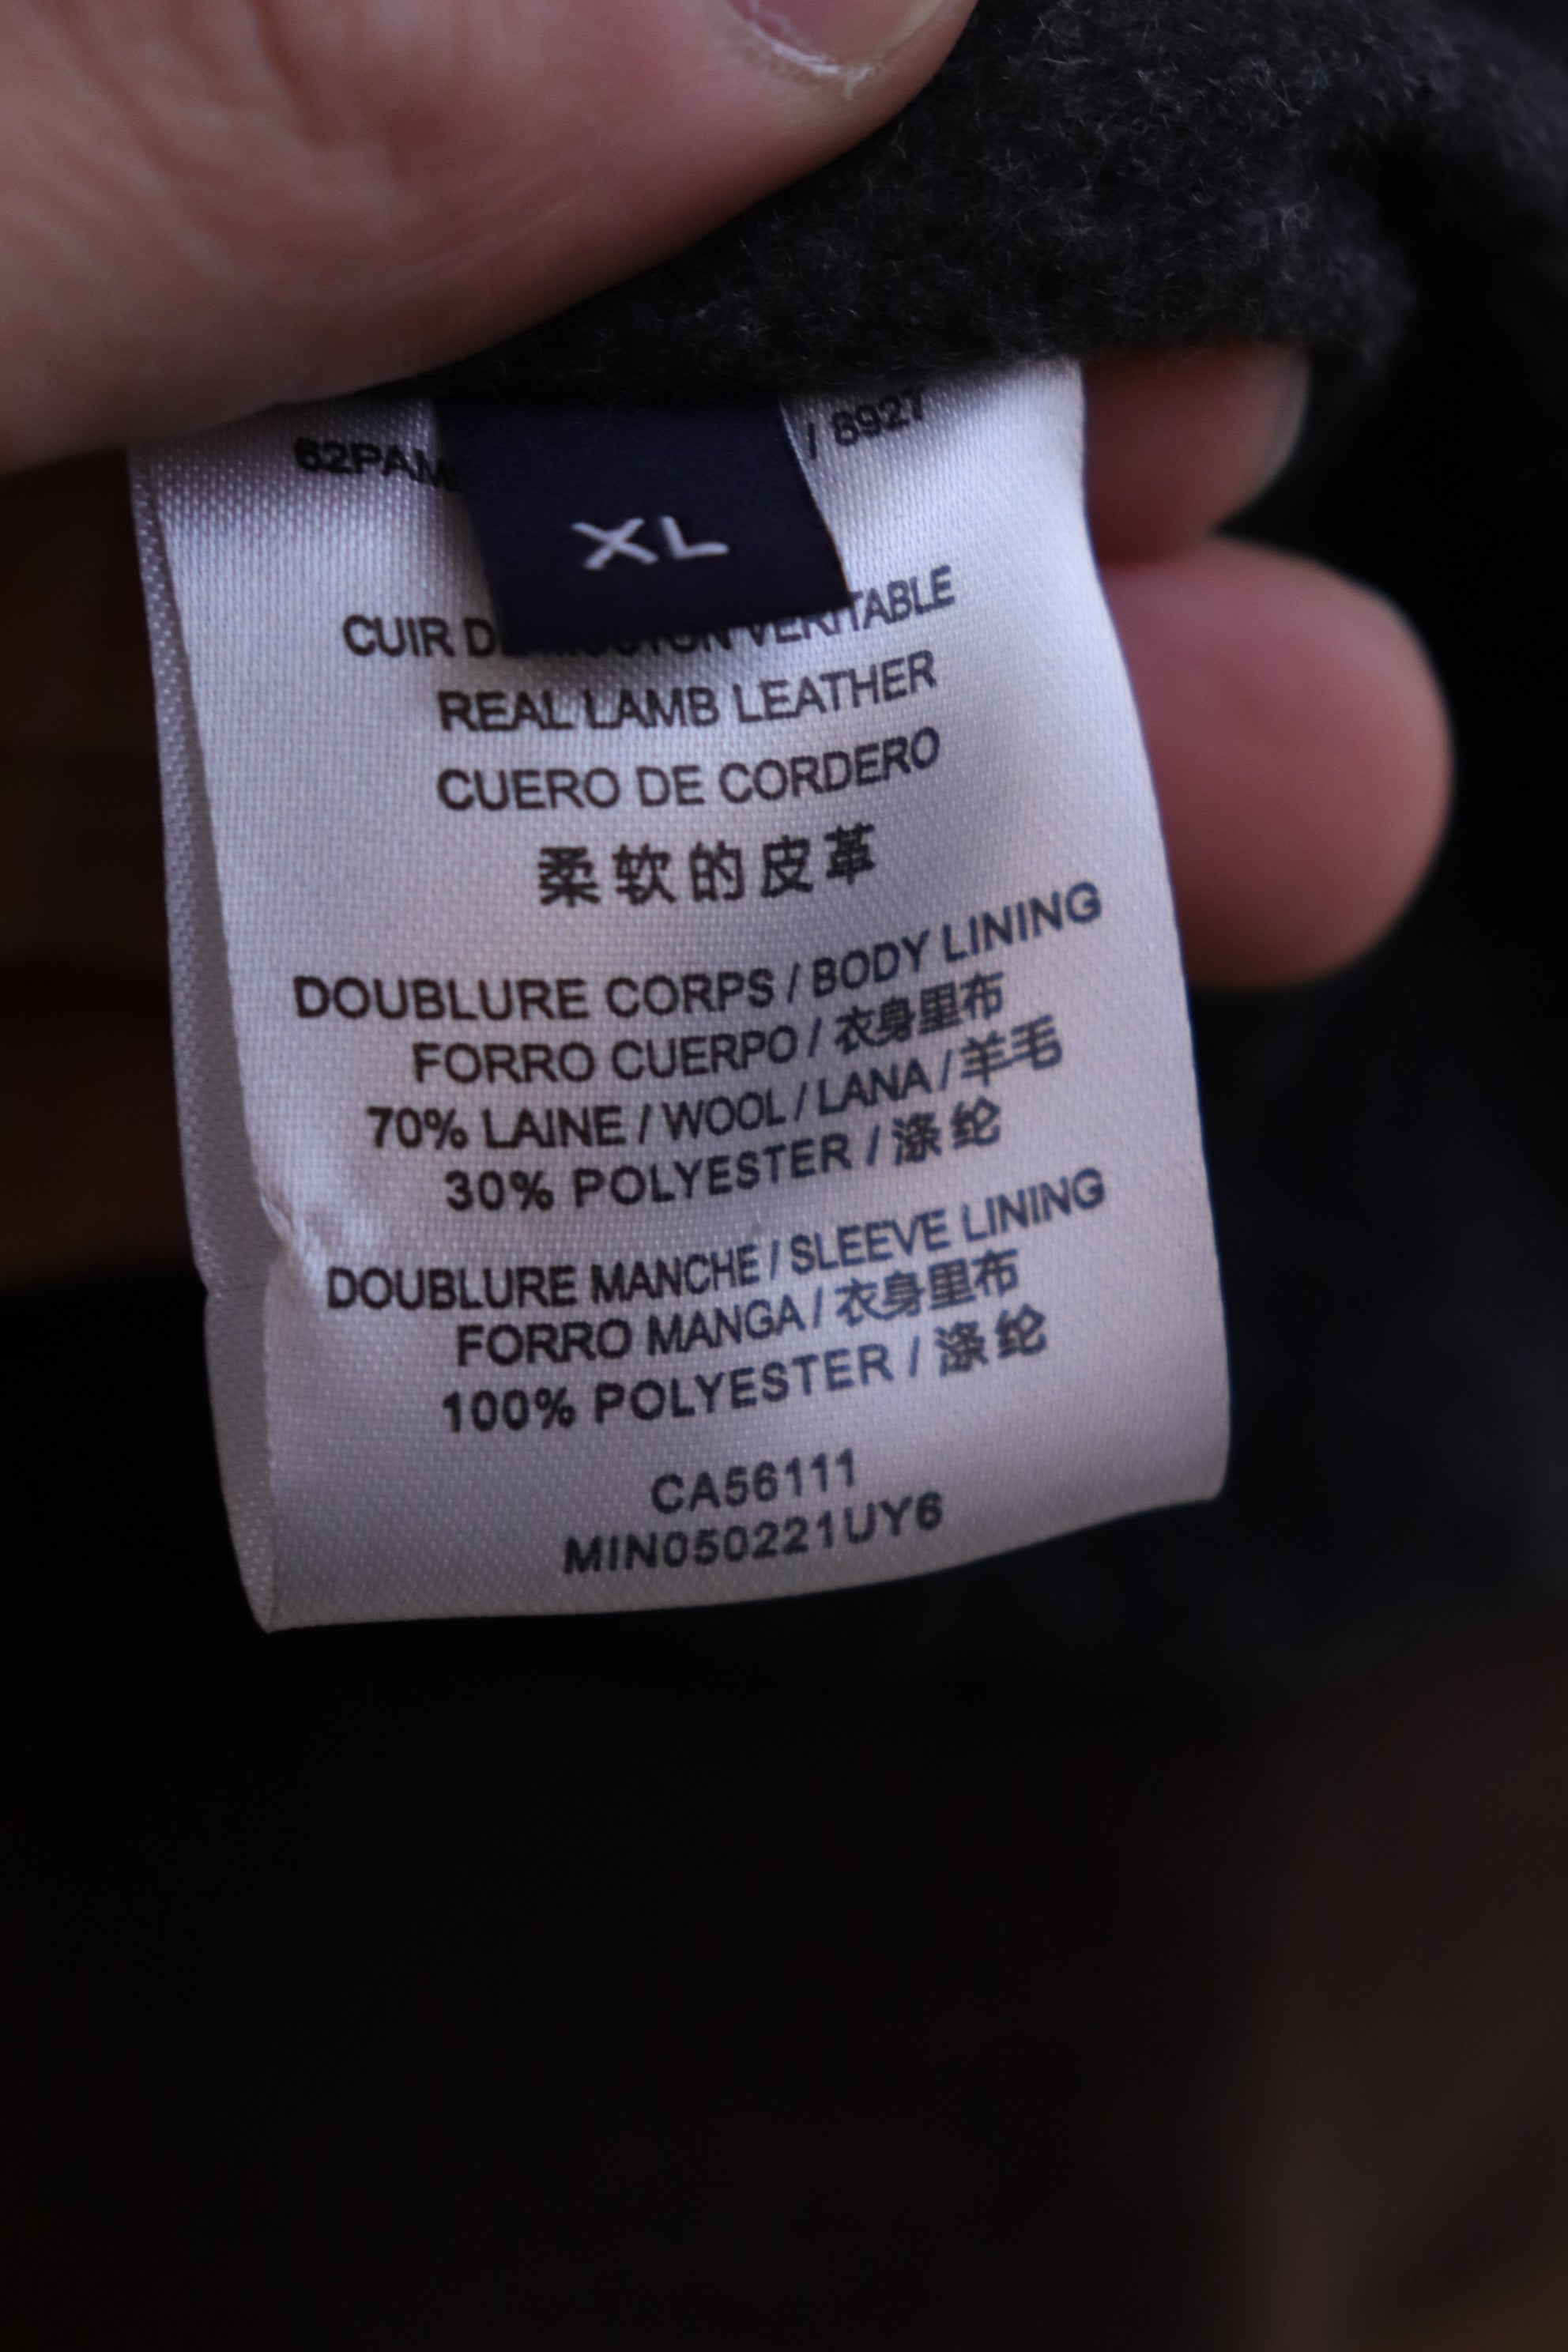 62PAM / 6927
XL
CUIR D VERITABLE
REAL LAMB LEATHER
CUERO DE CORDERO
柔软的皮革
DOUBLURE CORPS / BODY LINING
FORRO CUERPO / 衣身里布
70% LAINE / WOOL / LANA / 羊毛
30% POLYESTER / 涤纶
DOUBLURE MANCHE / SLEEVE LINING
FORRO MANGA / 衣身里布
100% POLYESTER / 涤纶
CA56111
MIN050221UY6